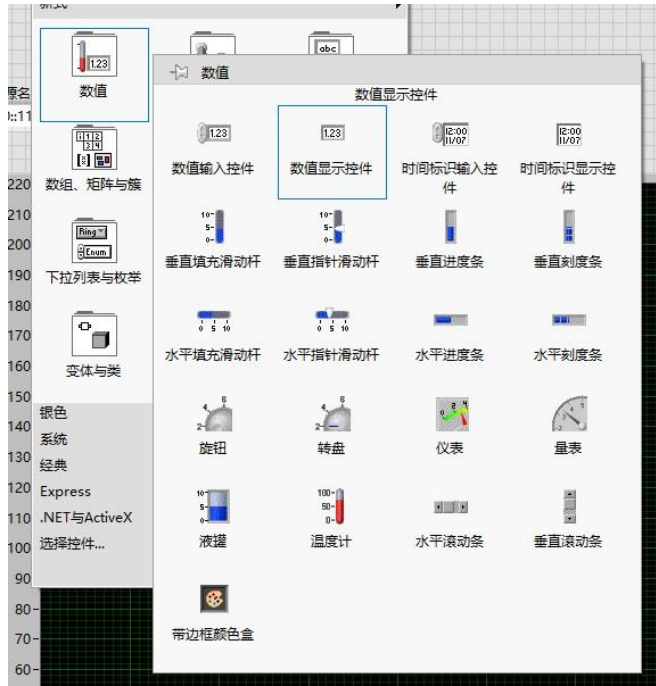 新式
数值
数值
数值显示控件
源名
数值输入控件
数值显示控件
时间标识输入控
件
时间标识显示控
件
数组、矩阵与簇
垂直填充滑动杆
垂直指针滑动杆
垂直进度条
垂直刻度条
下拉列表与枚举
水平填充滑动杆
水平指针滑动杆
水平进度条
水平刻度条
变体与类
旋钮
转盘
仪表
量表
液罐
温度计
水平滚动条
垂直滚动条
带边框颜色盒
银色
系统
经典
Express
.NET与ActiveX
选择控件...
220
210
200
190
180
170
160
150
140
130
120
110
100
90
80
70
60
1.23
abc
1.23
1.23
12:00
11/07
12:00
11/07
Ring
Enum